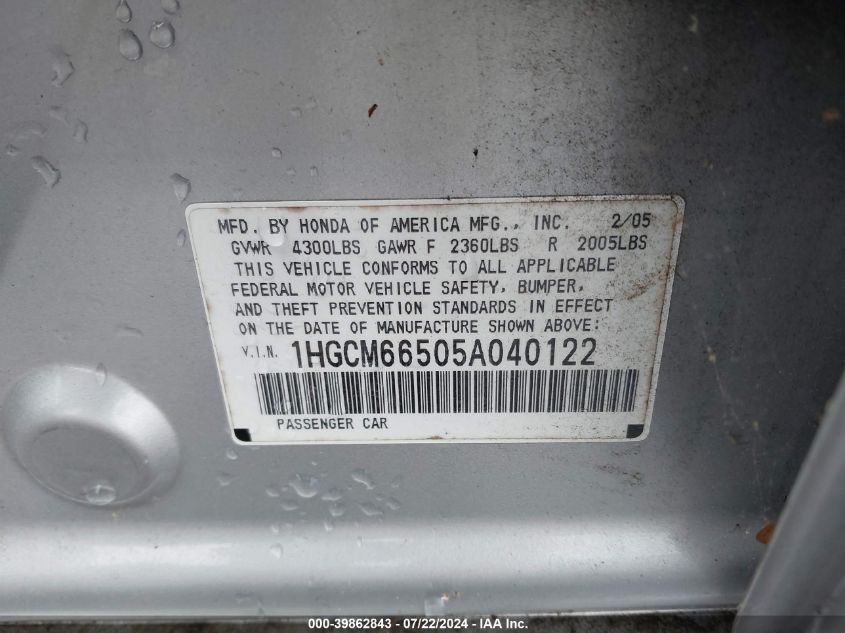 MFD. BY HONDA OF AMERICA MFG., INC. 2/05
GVWR 4300LBS GAWR F 2360LBS R 2005LBS
THIS VEHICLE CONFORMS TO ALL APPLICABLE
FEDERAL MOTOR VEHICLE SAFETY, BUMPER,
AND THEFT PREVENTION STANDARDS IN EFFECT
ON THE DATE OF MANUFACTURE SHOWN ABOVE:
V.I.N. 1HGCM66505A040122
PASSENGER CAR
000-39862843 - 07/22/2024 - IAA, Inc.